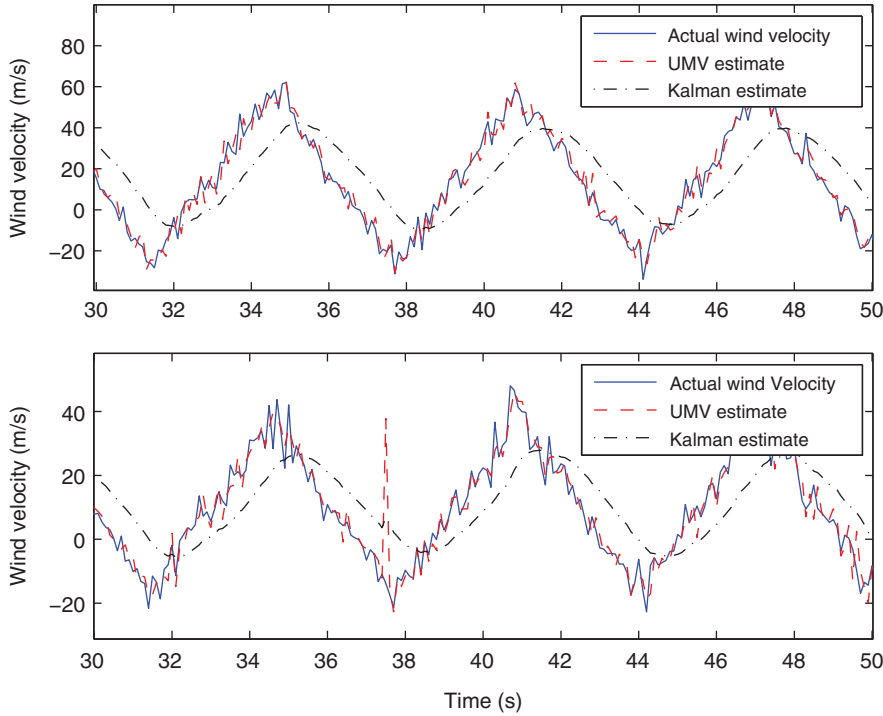 80
60
40
20
0
−20
Wind velocity (m/s)
Actual wind velocity
UMV estimate
Kalman estimate
30 32 34 36 38 40 42 44 46 48 50
40
20
0
−20
Wind velocity (m/s)
Actual wind Velocity
UMV estimate
Kalman estimate
30 32 34 36 38 40 42 44 46 48 50
Time (s)